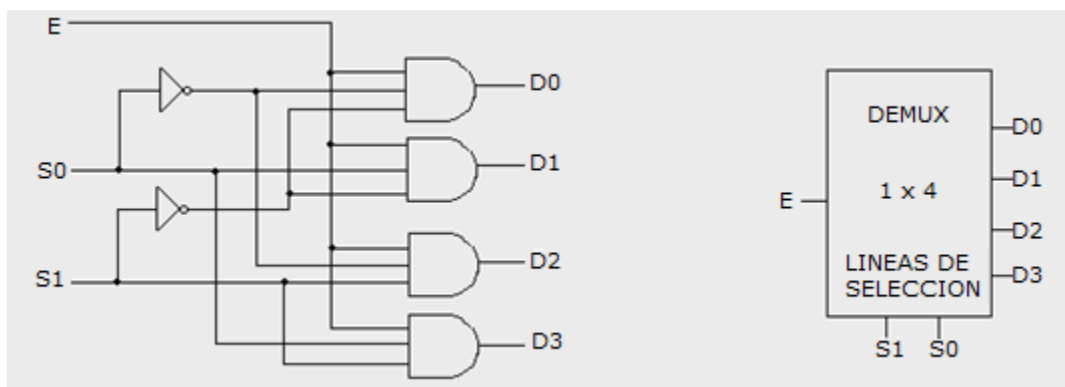 E
D0
S0
D1
D2
S1
D3
DEMUX
1 x 4
LINEAS DE
SELECCION
E
D0
D1
D2
D3
S1 S0